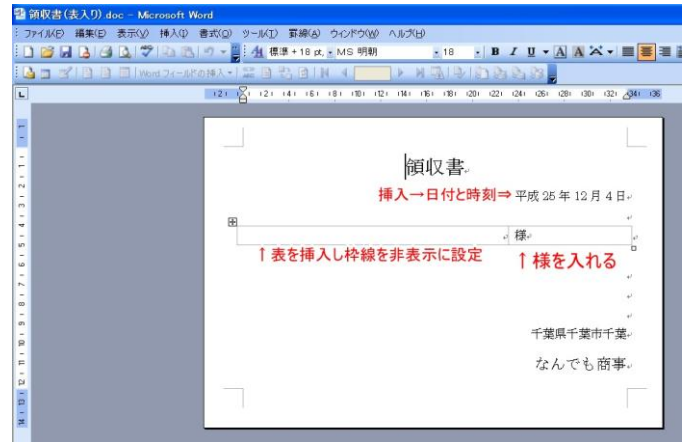 領収書(表入り).doc - Microsoft Word
ファイル(F) 編集(E) 表示(V) 挿入(I) 書式(O) ツール(T) 罫線(A) ウィンドウ(W) ヘルプ(H)
標準 + 18 pt, MS 明朝 18 B I U A A
Word フィールドの挿入
領収書
挿入→日付と時刻⇒ 平成 25 年 12 月 4 日
様
↑表を挿入し枠線を非表示に設定 ↑様を入れる
千葉県千葉市千葉
なんでも商事